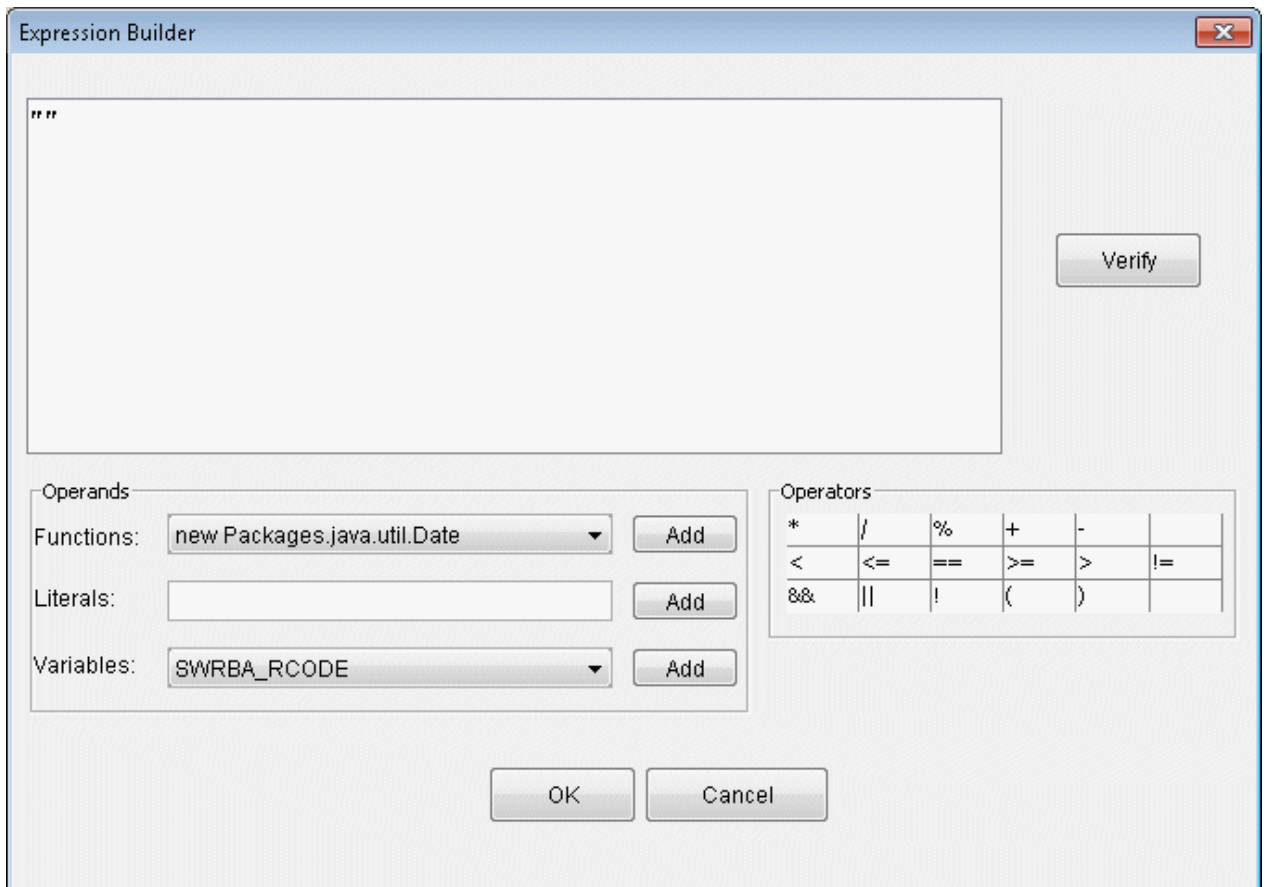 Expression Builder
""
Verify
Operands
Functions: new Packages.java.util.Date Add
Literals: Add
Variables: SWRBA_RCODE Add
Operators
* / % + -
< <= == >= > !=
&& || ! ( )
OK Cancel